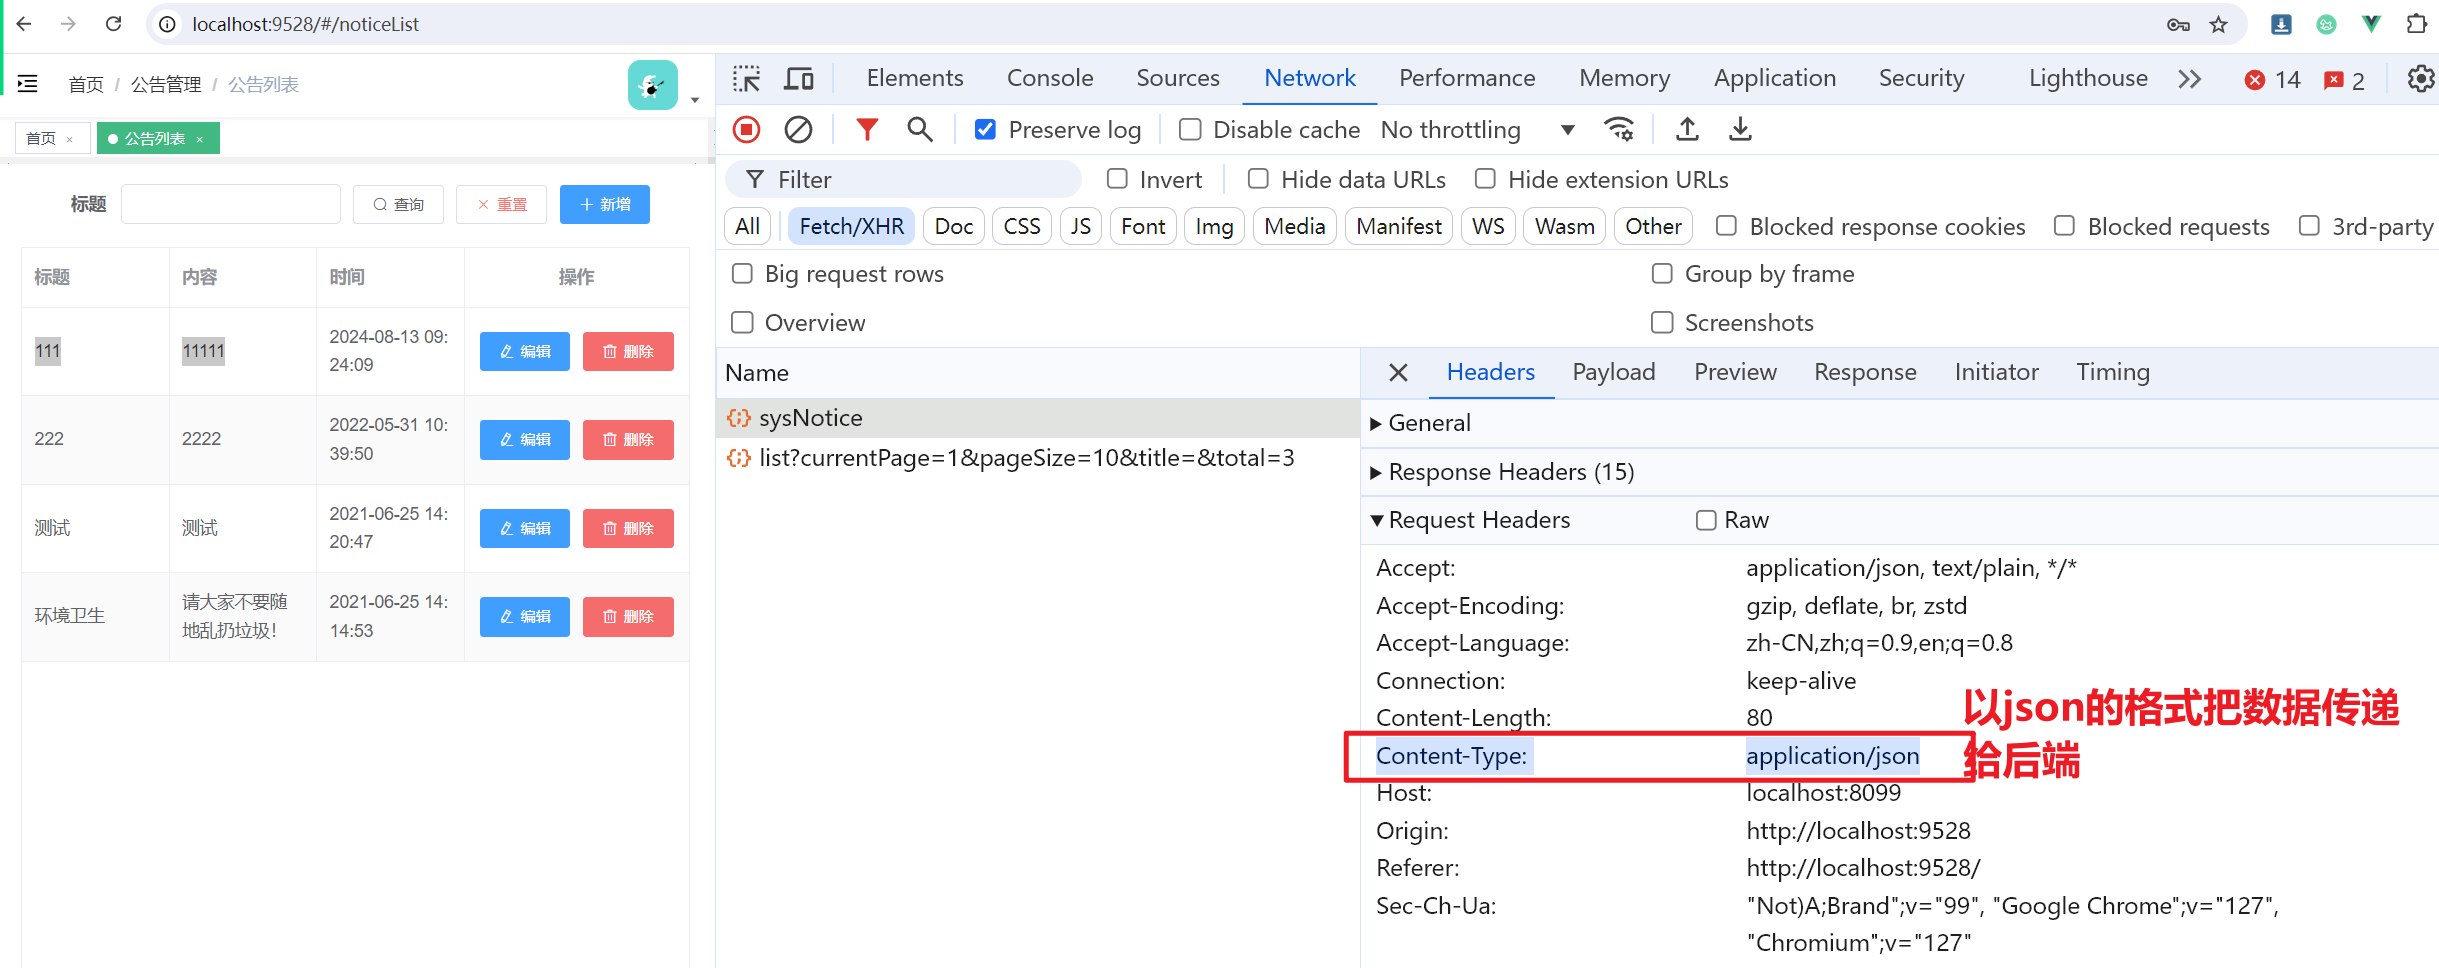 localhost:9528/#/noticeList
首页 / 公告管理 / 公告列表
首页 ×
公告列表 ×
标题 查询 重置 新增
标题 内容 时间 操作
111 11111 2024-08-13 09:24:09 编辑 删除
222 2222 2022-05-31 10:39:50 编辑 删除
测试 测试 2021-06-25 14:20:47 编辑 删除
环境卫生 请大家不要随地乱扔垃圾! 2021-06-25 14:14:53 编辑 删除
Elements Console Sources Network Performance Memory Application Security Lighthouse 14 2
Preserve log Disable cache No throttling
Filter Invert Hide data URLs Hide extension URLs
All Fetch/XHR Doc CSS JS Font Img Media Manifest WS Wasm Other Blocked response cookies Blocked requests 3rd-party
Big request rows Group by frame
Overview Screenshots
Name
sysNotice
list?currentPage=1&pageSize=10&title=&total=3
Headers Payload Preview Response Initiator Timing
General
Response Headers (15)
Request Headers Raw
Accept: application/json, text/plain, */*
Accept-Encoding: gzip, deflate, br, zstd
Accept-Language: zh-CN,zh;q=0.9,en;q=0.8
Connection: keep-alive
Content-Length: 80
Content-Type: application/json
以json的格式把数据传递
给后端
Host: localhost:8099
Origin: http://localhost:9528
Referer: http://localhost:9528/
Sec-Ch-Ua: "Not)A;Brand";v="99", "Google Chrome";v="127",
"Chromium";v="127"